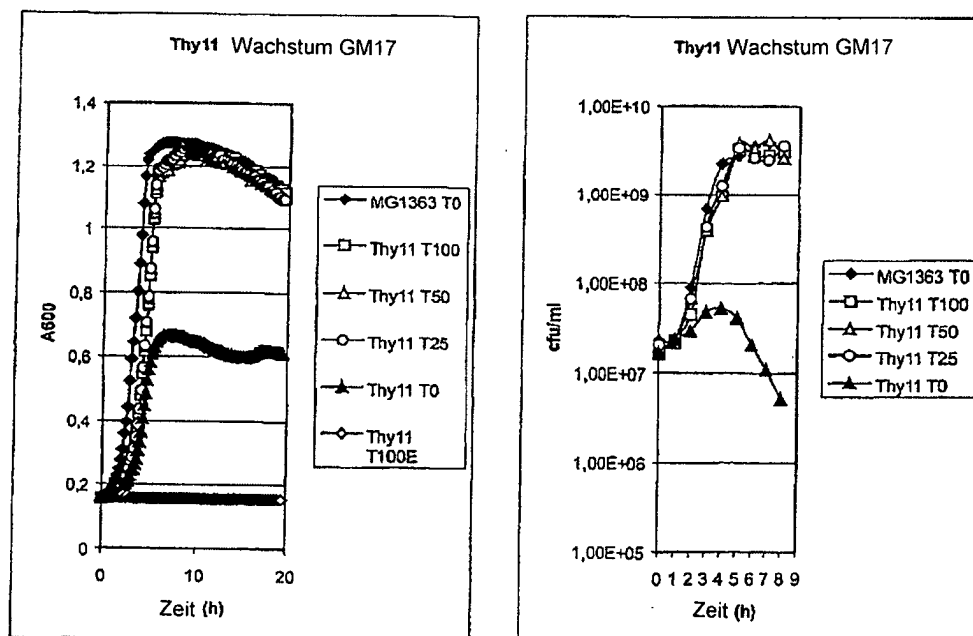 Thy11 Wachstum GM17
1,4
1,2
1
0,8
0,6
0,4
0,2
0
A600
0
10
20
Zeit (h)
MG1363 T0
Thy11 T100
Thy11 T50
Thy11 T25
Thy11 T0
Thy11
T100E
Thy11 Wachstum GM17
1,00E+10
1,00E+09
1,00E+08
1,00E+07
1,00E+06
1,00E+05
cfu/ml
0 1 2 3 4 5 6 7 8 9
Zeit (h)
MG1363 T0
Thy11 T100
Thy11 T50
Thy11 T25
Thy11 T0